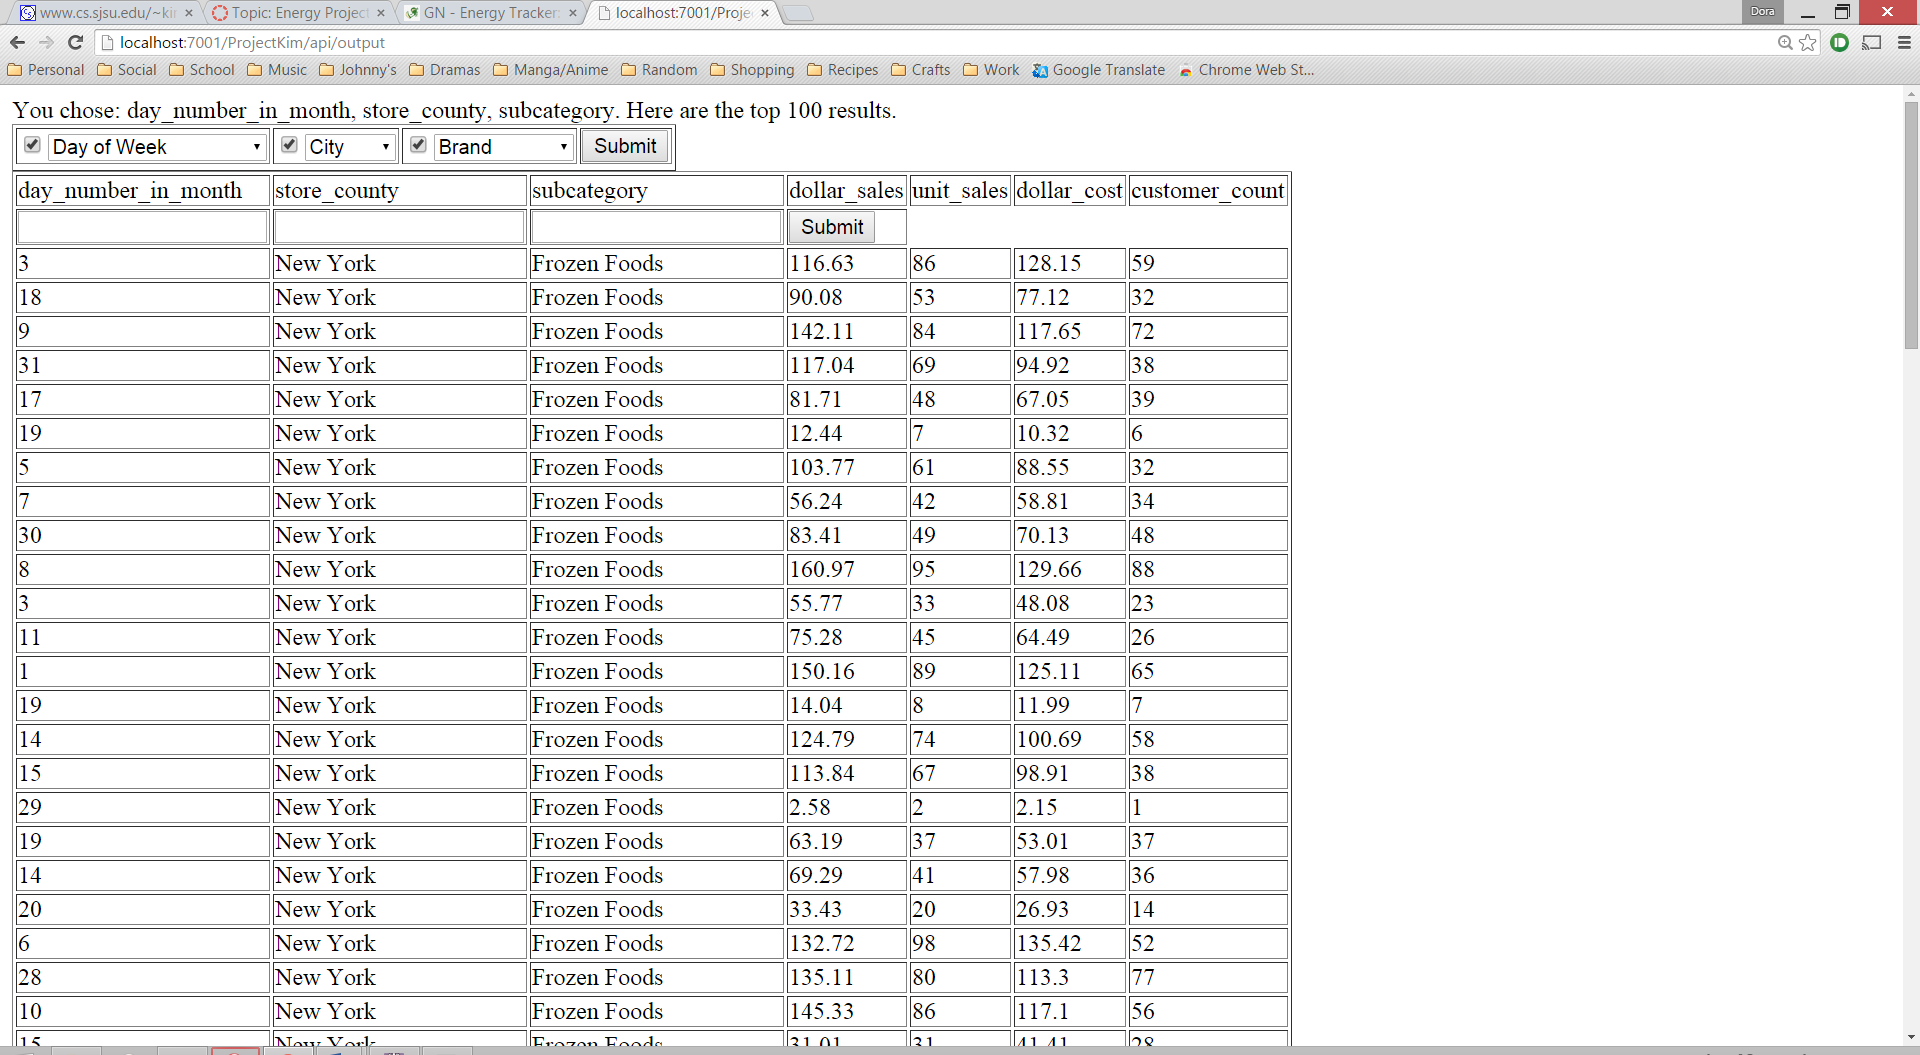 www.cs.sjsu.edu/~ki
Topic: Energy Project
GN - Energy Tracker
localhost:7001/Proje
Dora
localhost:7001/ProjectKim/api/output
Personal Social School Music Johnny's Dramas Manga/Anime Random Shopping Recipes Crafts Work Google Translate Chrome Web St...
You chose: day_number_in_month, store_county, subcategory. Here are the top 100 results.
Day of Week City Brand Submit
day_number_in_month store_county subcategory dollar_sales unit_sales dollar_cost customer_count
Submit
3 New York Frozen Foods 116.63 86 128.15 59
18 New York Frozen Foods 90.08 53 77.12 32
9 New York Frozen Foods 142.11 84 117.65 72
31 New York Frozen Foods 117.04 69 94.92 38
17 New York Frozen Foods 81.71 48 67.05 39
19 New York Frozen Foods 12.44 7 10.32 6
5 New York Frozen Foods 103.77 61 88.55 32
7 New York Frozen Foods 56.24 42 58.81 34
30 New York Frozen Foods 83.41 49 70.13 48
8 New York Frozen Foods 160.97 95 129.66 88
3 New York Frozen Foods 55.77 33 48.08 23
11 New York Frozen Foods 75.28 45 64.49 26
1 New York Frozen Foods 150.16 89 125.11 65
19 New York Frozen Foods 14.04 8 11.99 7
14 New York Frozen Foods 124.79 74 100.69 58
15 New York Frozen Foods 113.84 67 98.91 38
29 New York Frozen Foods 2.58 2 2.15 1
19 New York Frozen Foods 63.19 37 53.01 37
14 New York Frozen Foods 69.29 41 57.98 36
20 New York Frozen Foods 33.43 20 26.93 14
6 New York Frozen Foods 132.72 98 135.42 52
28 New York Frozen Foods 135.11 80 113.3 77
10 New York Frozen Foods 145.33 86 117.1 56
15 New York Frozen Foods 31.01 31 41.41 28